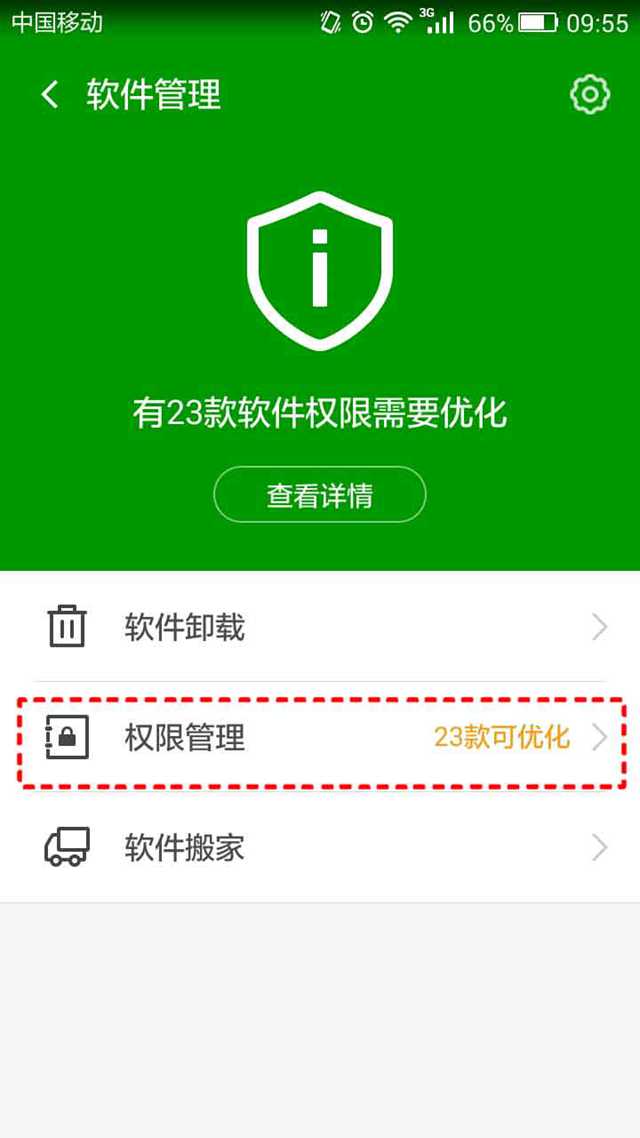 中国移动 3G 66% 09:55
软件管理
有23款软件权限需要优化
查看详情
软件卸载
权限管理 23款可优化
软件搬家